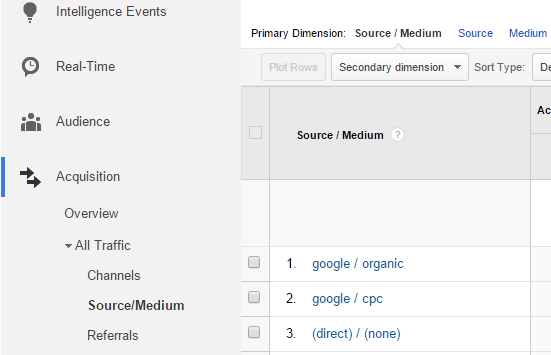 Intelligence Events
Real-Time
Audience
Acquisition
Overview
All Traffic
Channels
Source/Medium
Referrals
Primary Dimension: Source / Medium Source Medium
Plot Rows Secondary dimension Sort Type: De
Ac
Source / Medium ?
1. google / organic
2. google / cpc
3. (direct) / (none)